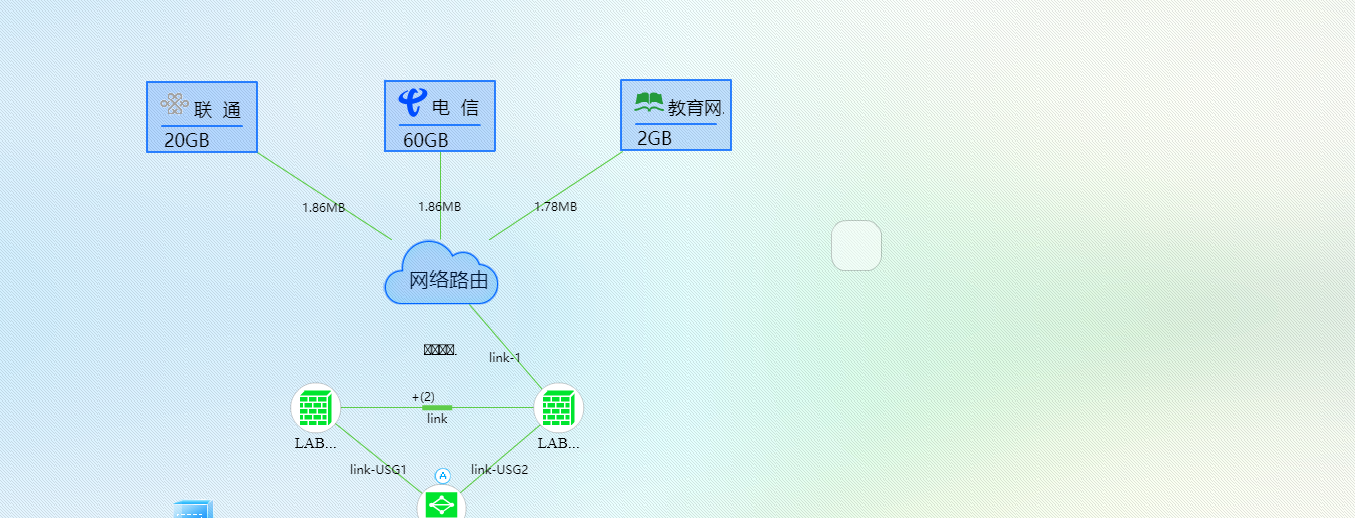 联 通
电 信
教育网.
20GB
60GB
2GB
1.86MB
1.86MB
1.78MB
网络路由
link-1
+(2)
link
LAB...
LAB...
link-USG1
link-USG2
A